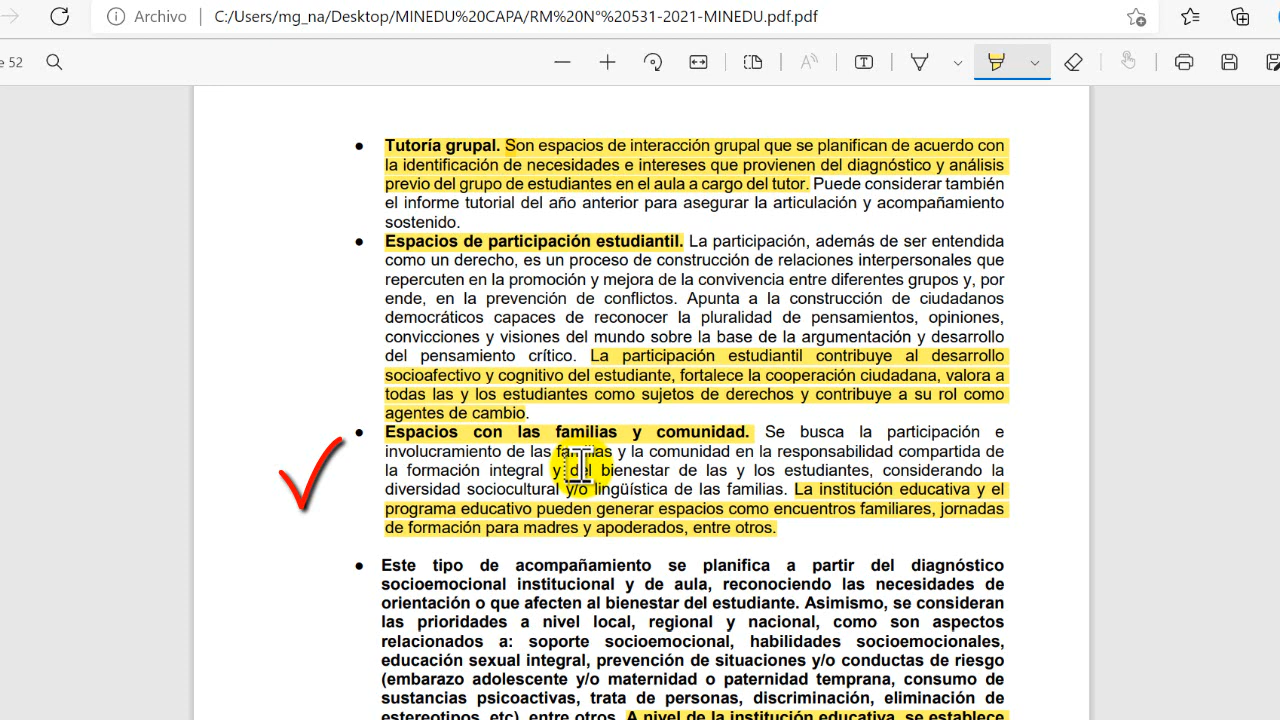 Archivo | C:/Users/mg_na/Desktop/MINEDU%20CAPA/RM%20N°%20531-2021-MINEDU.pdf.pdf
e 52
● Tutoría grupal. Son espacios de interacción grupal que se planifican de acuerdo con
la identificación de necesidades e intereses que provienen del diagnóstico y análisis
previo del grupo de estudiantes en el aula a cargo del tutor. Puede considerar también
el informe tutorial del año anterior para asegurar la articulación y acompañamiento
sostenido.
● Espacios de participación estudiantil. La participación, además de ser entendida
como un derecho, es un proceso de construcción de relaciones interpersonales que
repercuten en la promoción y mejora de la convivencia entre diferentes grupos y, por
ende, en la prevención de conflictos. Apunta a la construcción de ciudadanos
democráticos capaces de reconocer la pluralidad de pensamientos, opiniones,
convicciones y visiones del mundo sobre la base de la argumentación y desarrollo
del pensamiento crítico. La participación estudiantil contribuye al desarrollo
socioafectivo y cognitivo del estudiante, fortalece la cooperación ciudadana, valora a
todas las y los estudiantes como sujetos de derechos y contribuye a su rol como
agentes de cambio.
● Espacios con las familias y comunidad. Se busca la participación e
involucramiento de las familias y la comunidad en la responsabilidad compartida de
la formación integral y del bienestar de las y los estudiantes, considerando la
diversidad sociocultural y/o lingüística de las familias. La institución educativa y el
programa educativo pueden generar espacios como encuentros familiares, jornadas
de formación para madres y apoderados, entre otros.
● Este tipo de acompañamiento se planifica a partir del diagnóstico
socioemocional institucional y de aula, reconociendo las necesidades de
orientación o que afecten al bienestar del estudiante. Asimismo, se consideran
las prioridades a nivel local, regional y nacional, como son aspectos
relacionados a: soporte socioemocional, habilidades socioemocionales,
educación sexual integral, prevención de situaciones y/o conductas de riesgo
(embarazo adolescente y/o maternidad o paternidad temprana, consumo de
sustancias psicoactivas, trata de personas, discriminación, eliminación de
estereotipos, etc), entre otros. A nivel de la institución educativa, se establece